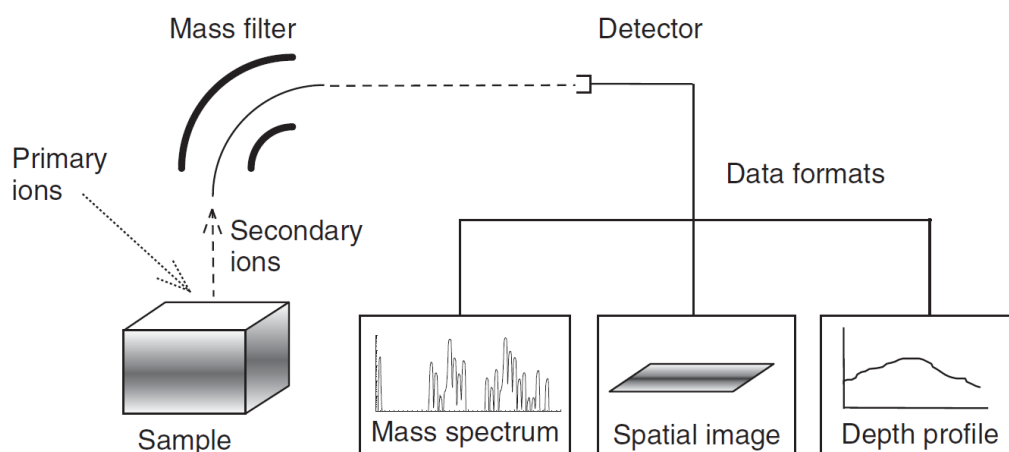 Mass filter
Detector
Primary
ions
Data formats
Secondary
ions
Sample
Mass spectrum
Spatial image
Depth profile